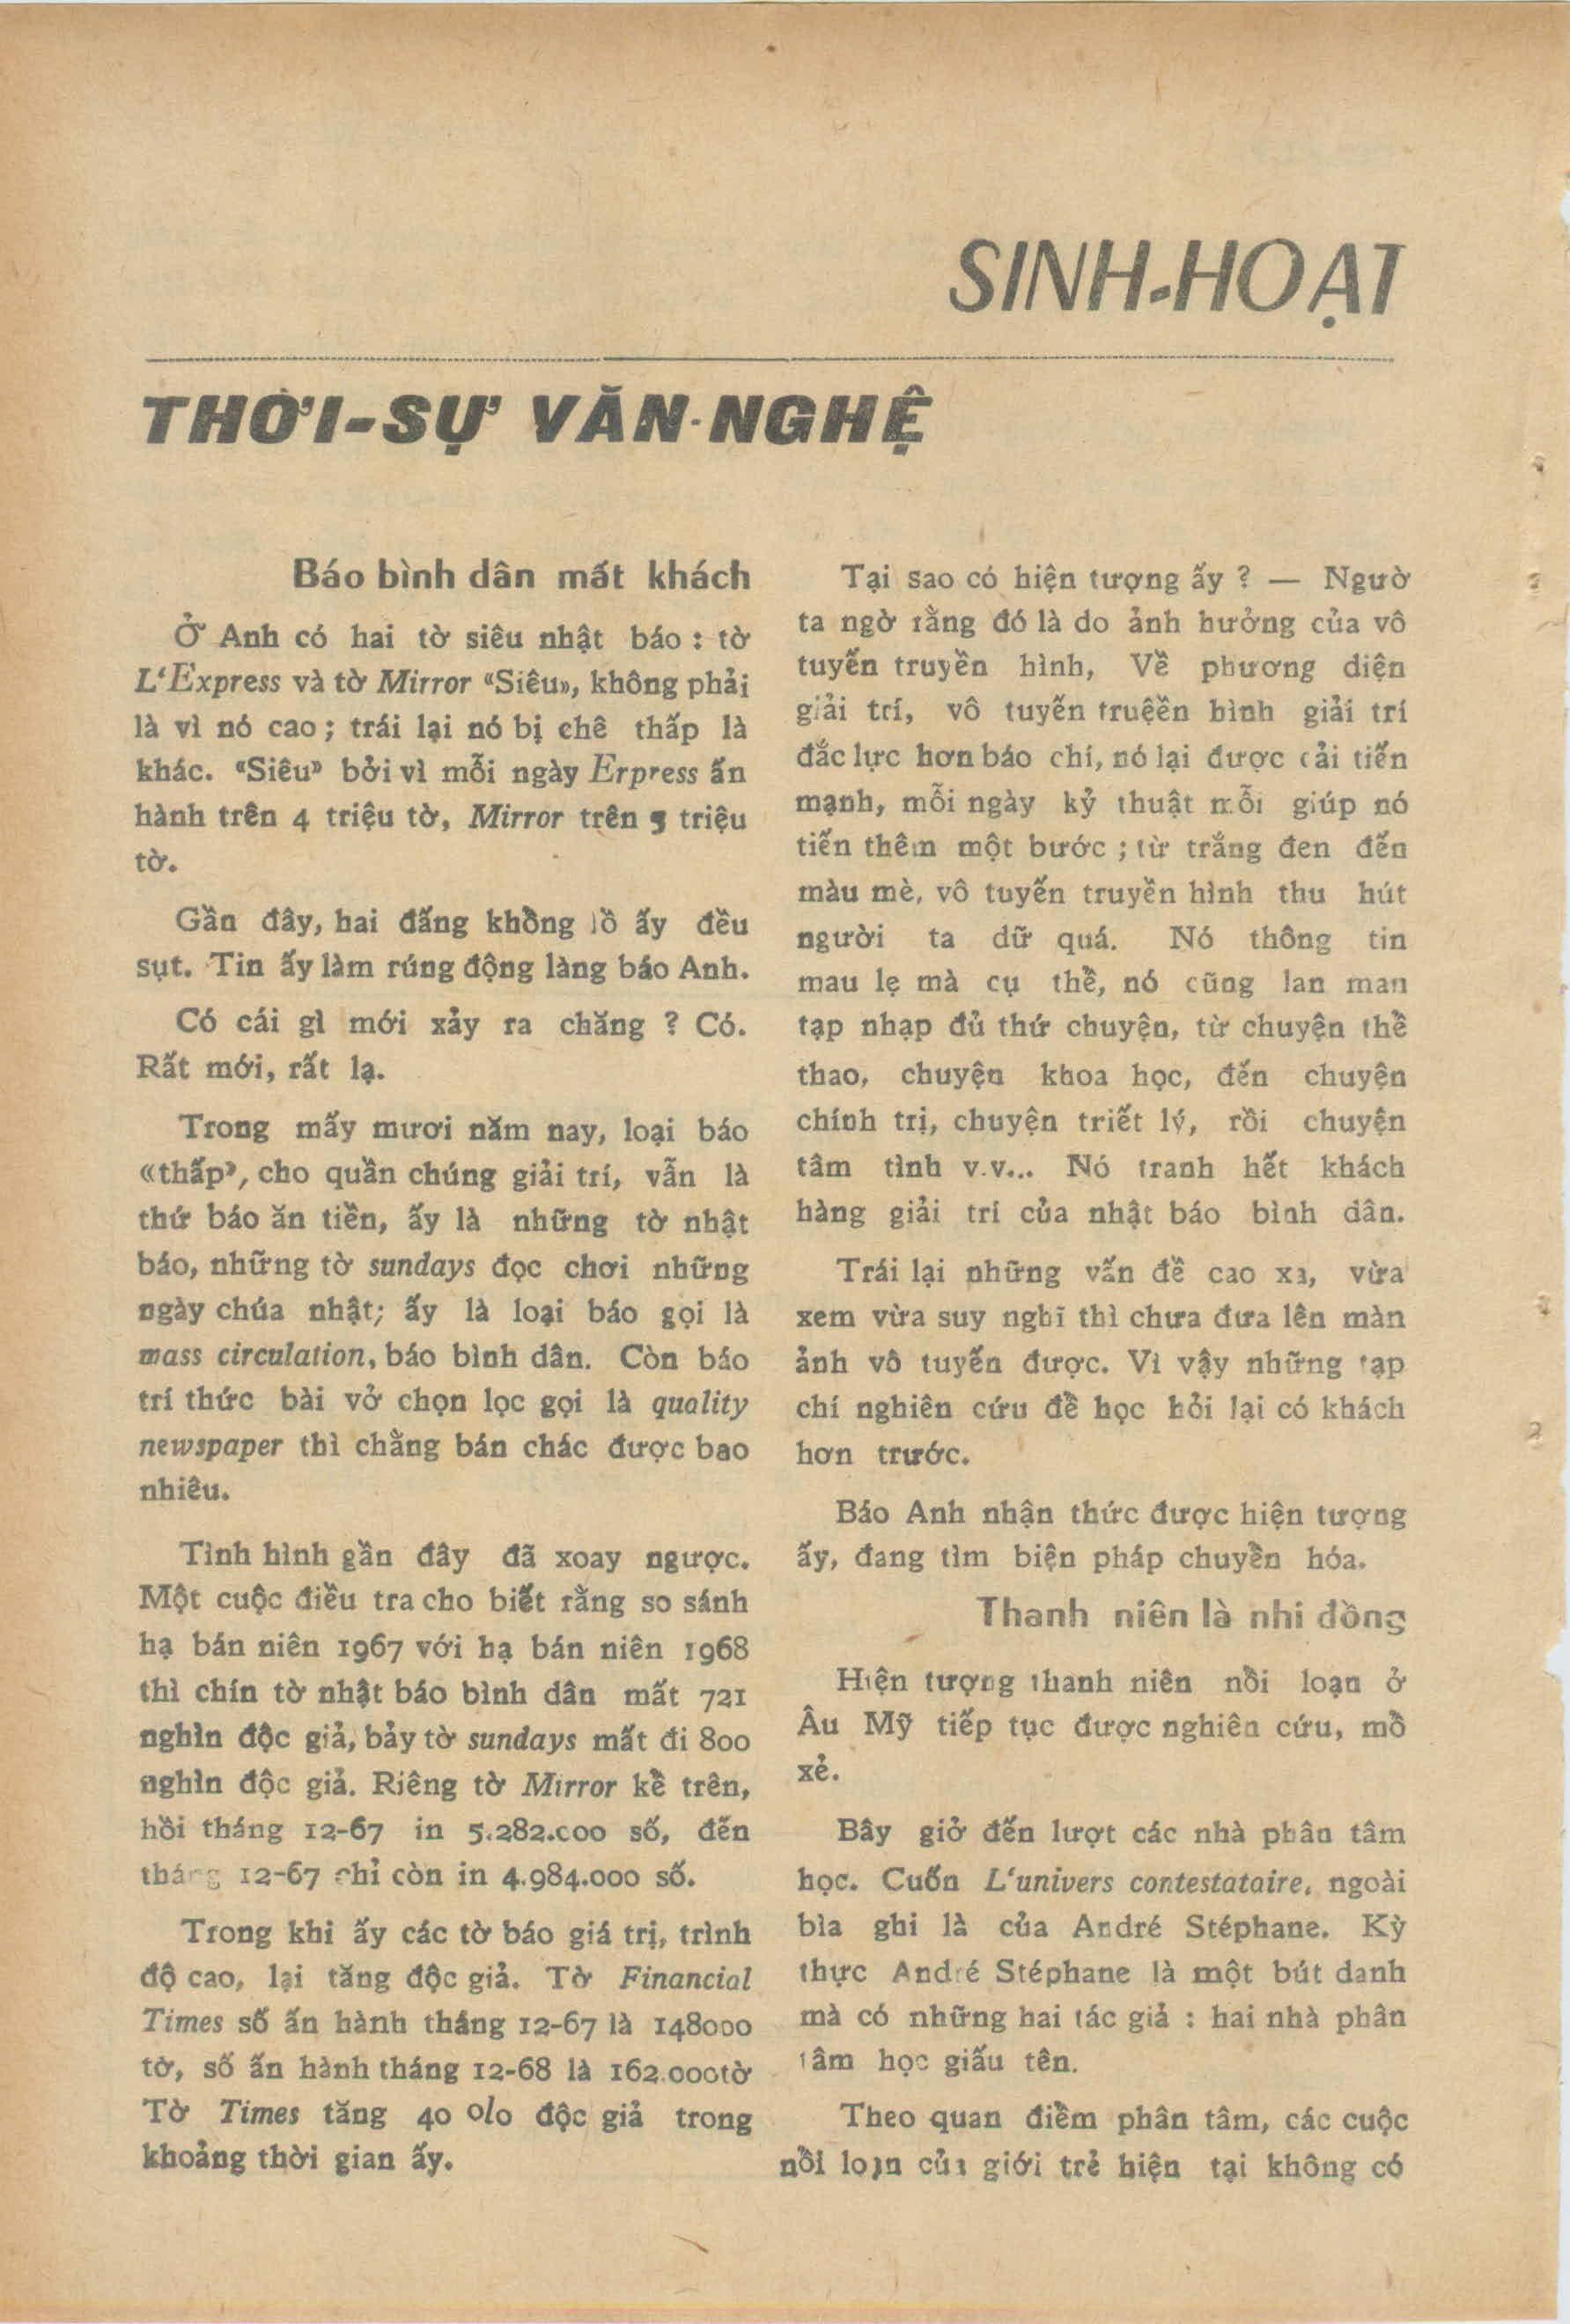 SINH-HOẠT
THỜI-SỰ VĂN-NGHỆ
Báo bình dân mất khách
Ở Anh có hai tờ siêu nhật báo : tờ
L'Express và tờ Mirror “Siêu», không phải
là vì nó cao ; trái lại nó bị chê thấp là
khác. “Siêu” bởi vì mỗi ngày Erpress ấn
hành trên 4 triệu tờ, Mirror trên 5 triệu
tờ.
Gần đây, hai đấng khổng lồ ấy đều
sụt. Tin ấy làm rúng động làng báo Anh.
Có cái gì mới xảy ra chăng ? Có.
Rất mới, rất lạ.
Trong mấy mươi năm nay, loại báo
«thấp», cho quần chúng giải trí, vẫn là
thứ báo ăn tiền, ấy là những tờ nhật
báo, những tờ sundays đọc chơi những
ngày chúa nhật; ấy là loại báo gọi là
mass circulation, báo bình dân. Còn báo
trí thức bài vở chọn lọc gọi là quality
newspaper thì chẳng bán chác được bao
nhiêu.
Tình hình gần đây đã xoay ngược.
Một cuộc điều tra cho biết rằng so sánh
hạ bán niên 1967 với hạ bán niên 1968
thì chín tờ nhật báo bình dân mất 721
nghìn độc giả, bảy tờ sundays mất đi 800
nghìn độc giả. Riêng tờ Mirror kể trên,
hồi tháng 12-67 in 5.282.000 số, đến
tháng 12-67 chỉ còn in 4.984.000 số.
Trong khi ấy các tờ báo giá trị, trình
độ cao, lại tăng độc giả. Tờ Financial
Times số ấn hành tháng 12-67 là 148000
tờ, số ấn hành tháng 12-68 là 162.000tờ
Tờ Times tăng 40 o/o độc giả trong
khoảng thời gian ấy.
Tại sao có hiện tượng ấy ? — Ngườ
ta ngờ rằng đó là do ảnh hưởng của vô
tuyến truyền hình, Về phương diện
giải trí, vô tuyến truyền hình giải trí
đắc lực hơn báo chí, nó lại được cải tiến
mạnh, mỗi ngày kỷ thuật mỗi giúp nó
tiến thêm một bước ; từ trắng đen đến
màu mè, vô tuyến truyền hình thu hút
người ta dữ quá. Nó thông tin
mau lẹ mà cụ thể, nó cũng lan man
tạp nhạp đủ thứ chuyện, từ chuyện thể
thao, chuyện khoa học, đến chuyện
chính trị, chuyện triết lý, rồi chuyện
tâm tình v.v... Nó tranh hết khách
hàng giải trí của nhật báo bình dân.
Trái lại những vấn đề cao xa, vừa
xem vừa suy nghĩ thì chưa đưa lên màn
ảnh vô tuyến được. Vì vậy những tạp
chí nghiên cứu để học hỏi lại có khách
hơn trước.
Báo Anh nhận thức được hiện tượng
ấy, đang tìm biện pháp chuyển hóa.
Thanh niên là nhi đồng
Hiện tượng thanh niên nổi loạn ở
Âu Mỹ tiếp tục được nghiên cứu, mổ
xẻ.
Bây giờ đến lượt các nhà phân tâm
học. Cuốn L'univers contestataire, ngoài
bìa ghi là của André Stéphane. Kỳ
thực André Stéphane là một bút danh
mà có những hai tác giả : hai nhà phân
tâm học giấu tên.
Theo quan điểm phân tâm, các cuộc
nổi loạn của giới trẻ hiện tại không có